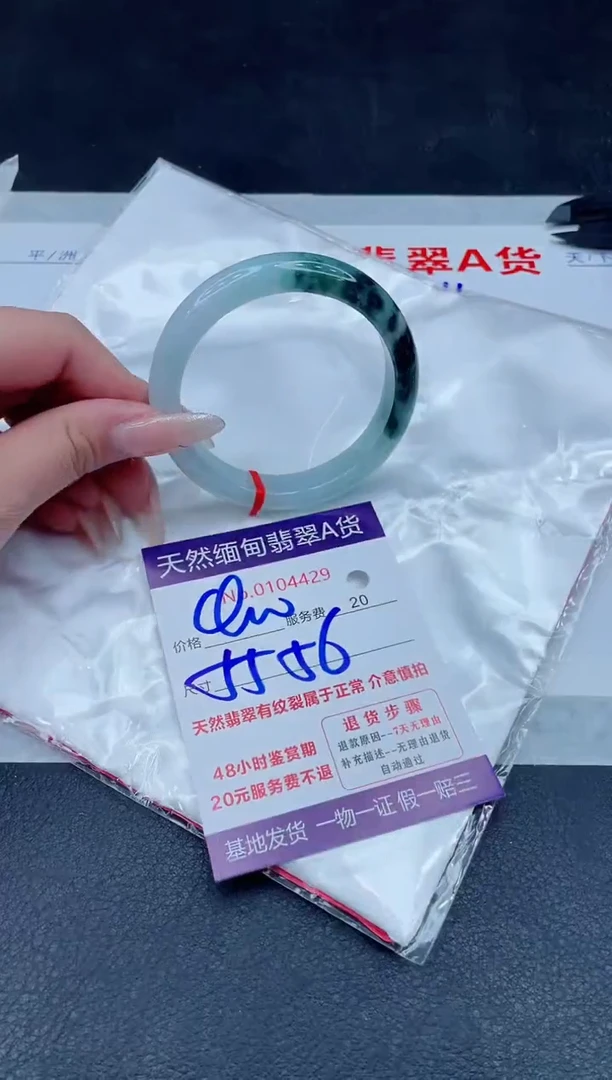 平/洲
翡翠A货
天然缅甸翡翠A货
No.0104429
价格 服务费 20
尺寸 5556
天然翡翠有纹裂属于正常 介意慎拍
48小时鉴赏期
20元服务费不退
退货步骤
退款原因--7天无理由
补充描述--无理由退货
自动通过
基地发货 一物一证 假一赔三